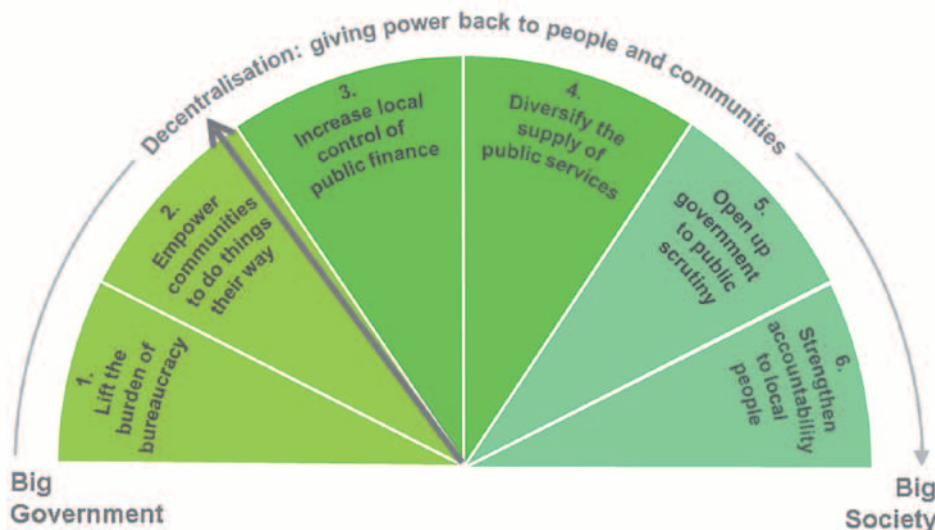 Decentralisation: giving power back to people and communities
1.
Lift the
burden of
bureaucracy
2.
Empower
communities
to do things
their way
3.
Increase local
control of
public finance
4.
Diversify the
supply of
public services
5.
Open up
government
to public
scrutiny
6.
Strengthen
accountability
to local
people
Big
Government
Big
Society